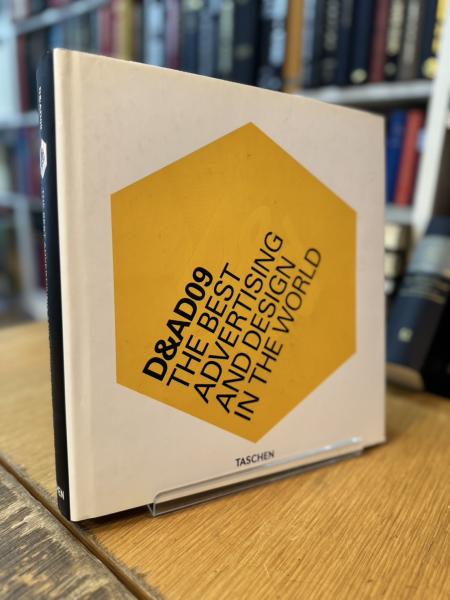 D&AD09
THE BEST
ADVERTISING
AND DESIGN
IN THE WORLD
TASCHEN